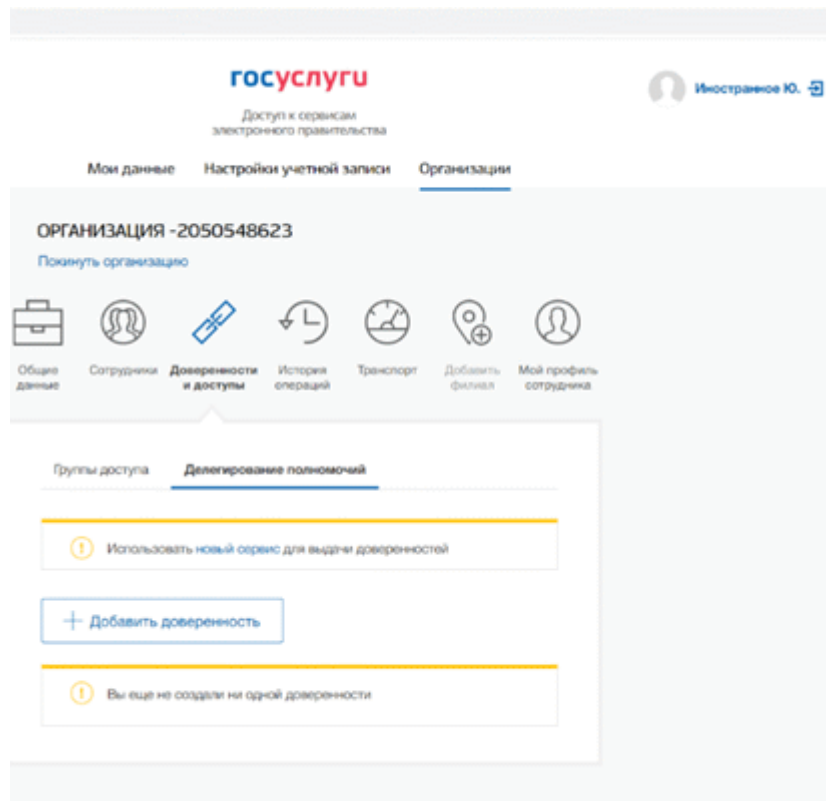 госуслуги
Иностранное Ю.
Доступ к сервисам
электронного правительства
Мои данные Настройки учетной записи Организации
ОРГАНИЗАЦИЯ -2050548623
Покинуть организацию
Общие данные
Сотрудники
Доверенности и доступы
История операций
Транспорт
Добавить филиал
Мой профиль сотрудника
Группы доступа Делегирование полномочий
Использовать новый сервис для выдачи доверенностей
Добавить доверенность
Вы еще не создали ни одной доверенности